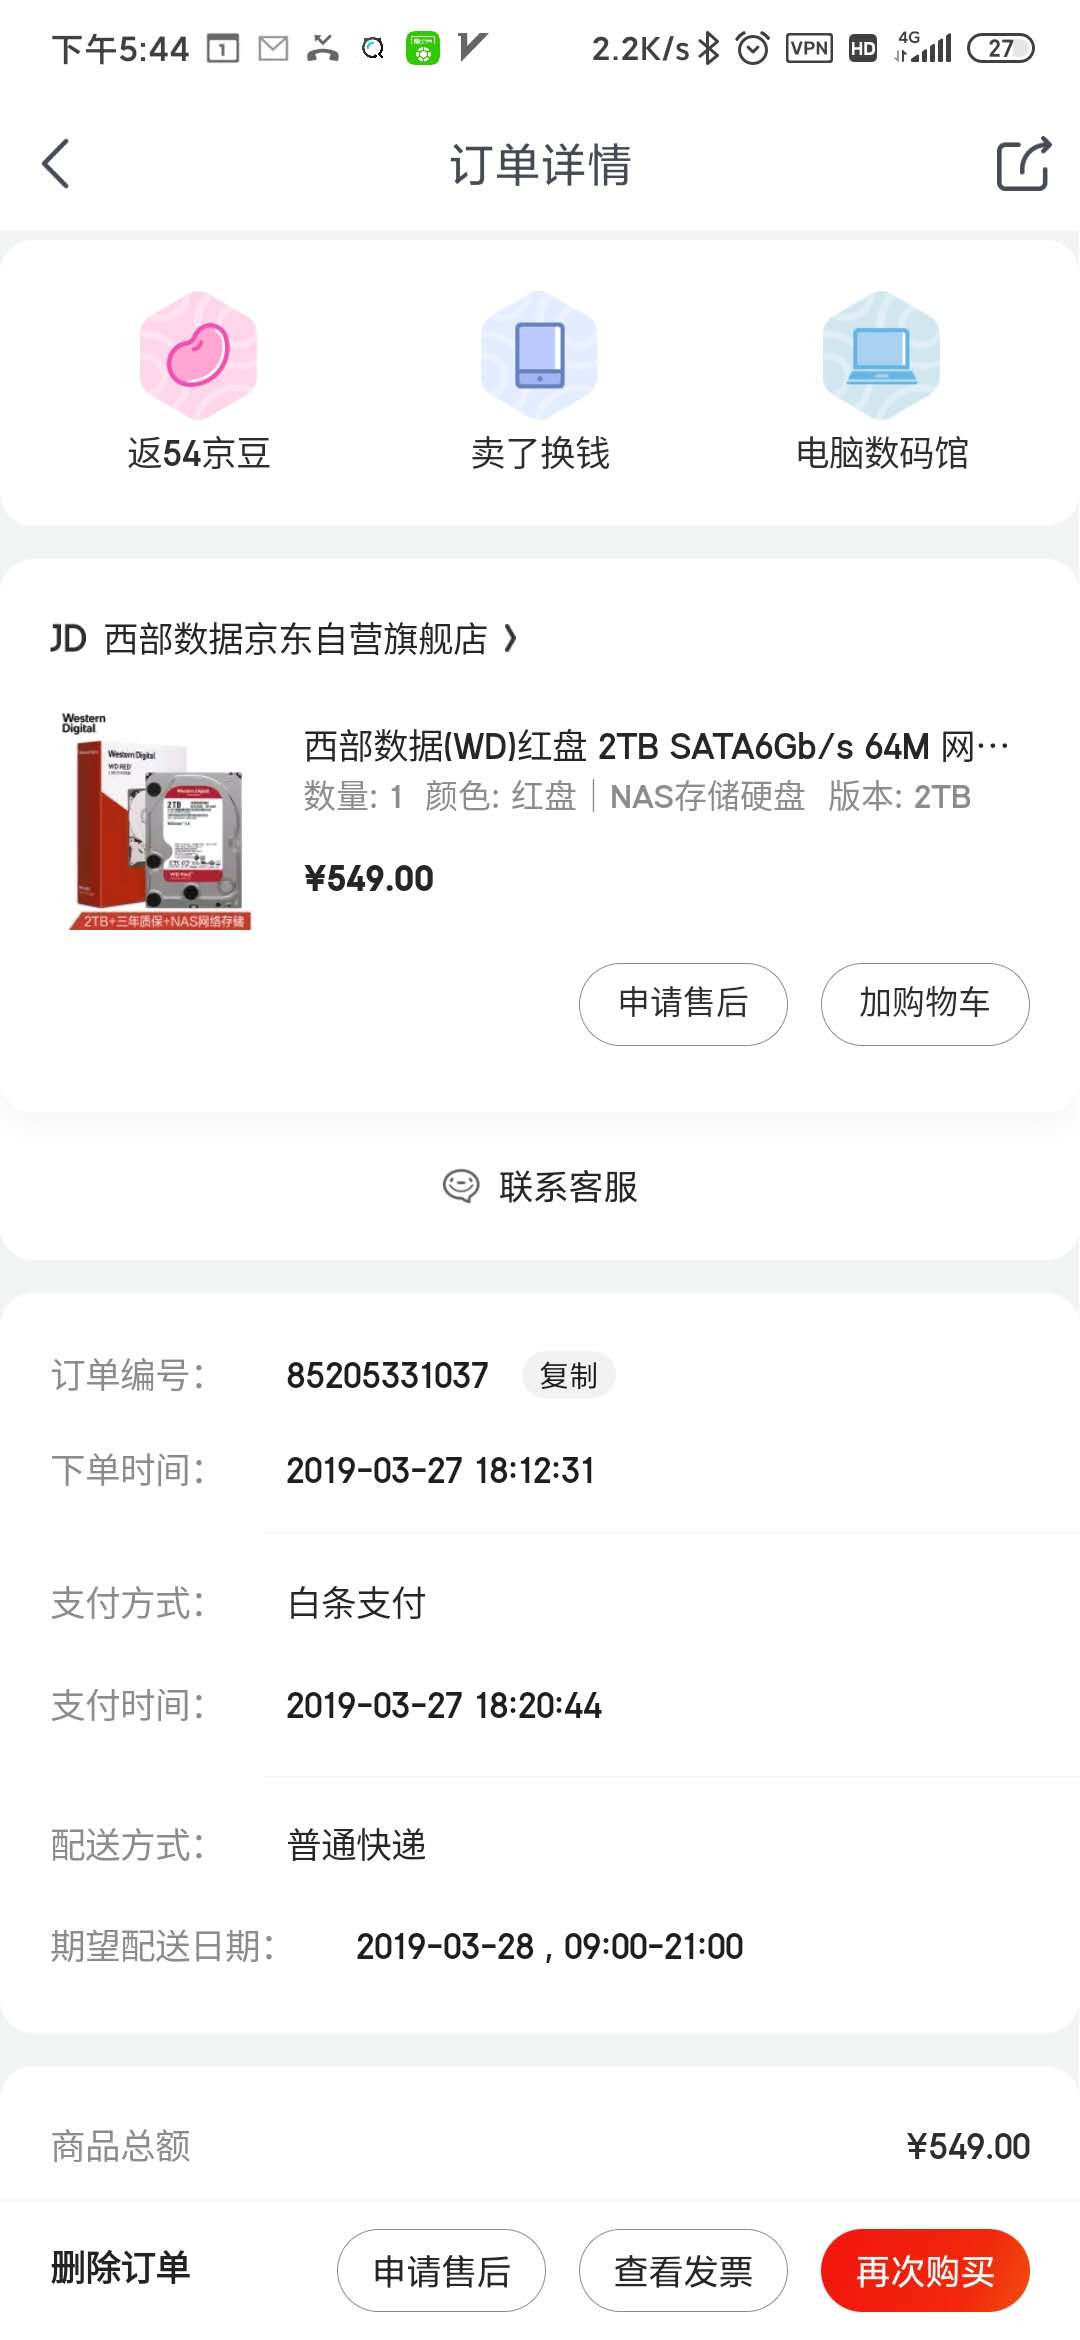 下午5:44 1 2.2K/s VPN HD 4G 27
订单详情
返54京豆 卖了换钱 电脑数码馆
JD 西部数据京东自营旗舰店
Western
Digital
Western Digital
WD RED
2TB
2TB+三年质保+NAS网络存储
西部数据(WD)红盘 2TB SATA6Gb/s 64M 网···
数量: 1 颜色: 红盘｜NAS存储硬盘 版本: 2TB
¥549.00
申请售后 加购物车
联系客服
订单编号： 85205331037 复制
下单时间： 2019-03-27 18:12:31
支付方式： 白条支付
支付时间： 2019-03-27 18:20:44
配送方式： 普通快递
期望配送日期： 2019-03-28 , 09:00-21:00
商品总额 ¥549.00
删除订单 申请售后 查看发票 再次购买